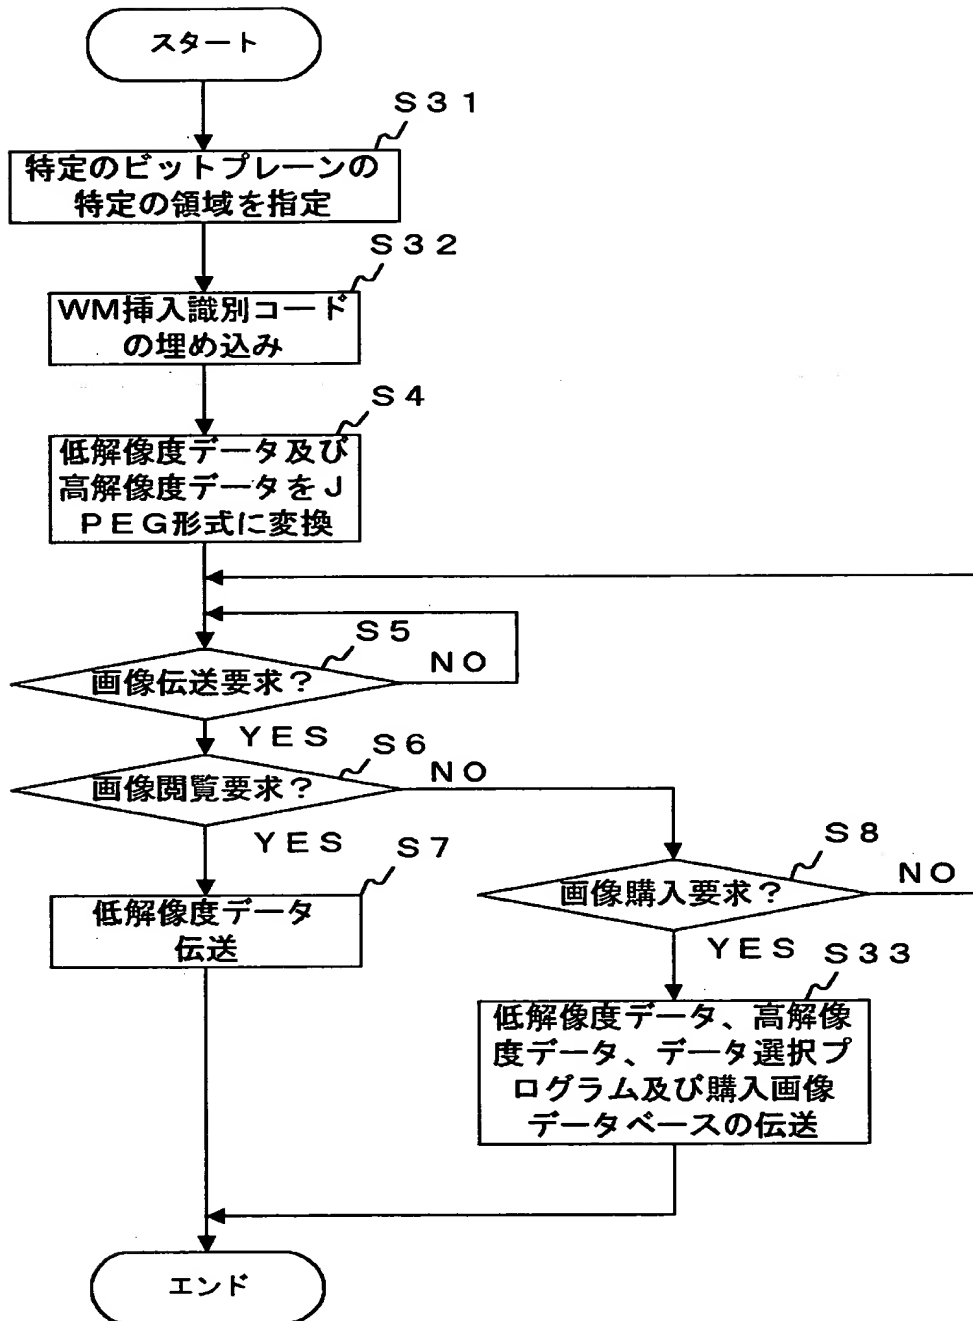 スタート
S31
特定のビットプレーンの
特定の領域を指定
S32
WM挿入識別コード
の埋め込み
S4
低解像度データ及び
高解像度データをJ
PEG形式に変換
S5
画像伝送要求?
NO
YES
S6
画像閲覧要求?
NO
YES
S7
低解像度データ
伝送
S8
画像購入要求?
NO
YES
S33
低解像度データ、高解像
度データ、データ選択プ
ログラム及び購入画像
データベースの伝送
エンド